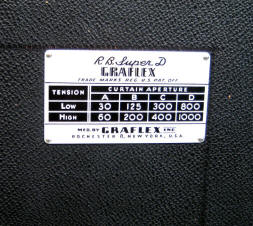 R.B. Super D
GRAFLEX
TRADE MARKS REG. U.S. PAT. OFF.
TENSION CURTAIN APERTURE
A B C D
LOW 30 125 300 800
HIGH 60 200 400 1000
MFD. BY GRAFLEX INC
ROCHESTER 8, NEW YORK, U.S.A.